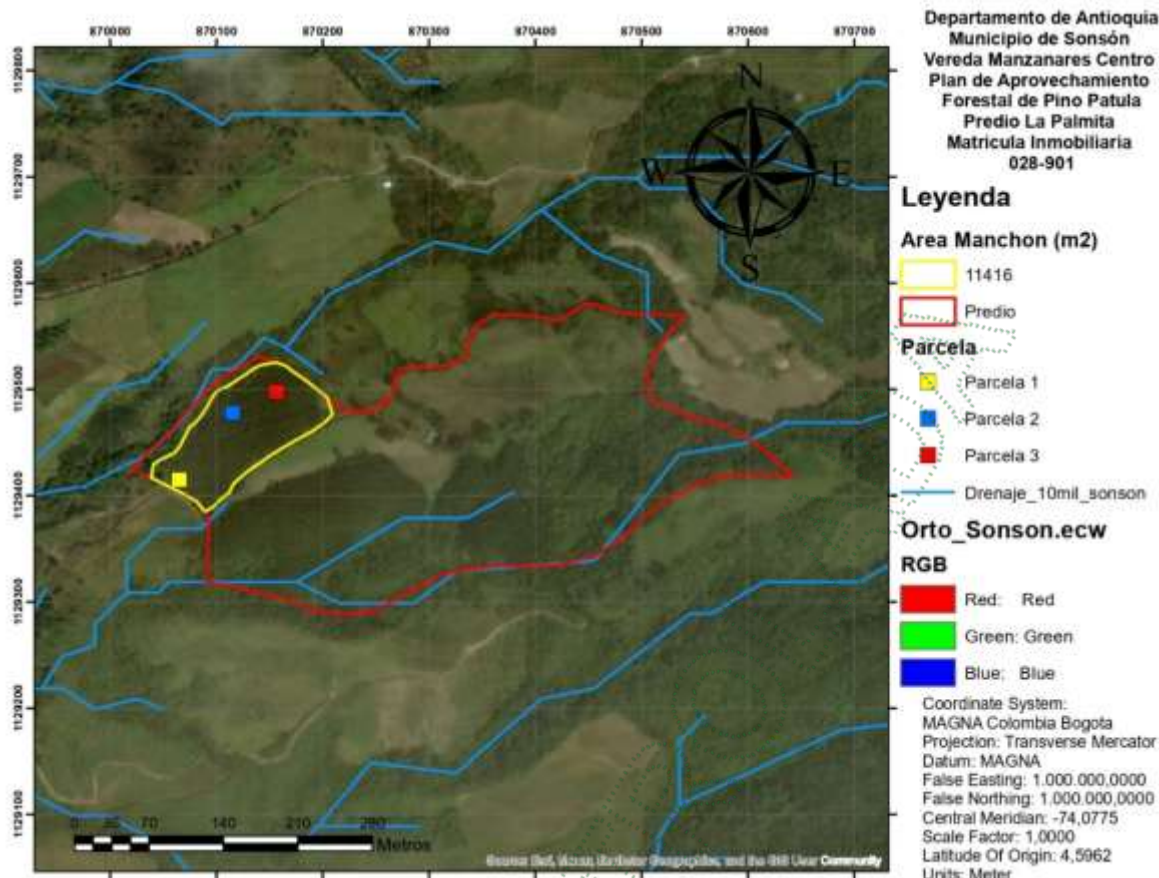 870000 870100 870200 870300 870400 870500 870600 870700
1129800
1129700
1129600
1129500
1129400
1129300
1129200
1129100
N
W E
S
0 35 70 140 210 280
Metros
Community
Departamento de Antioquia
Municipio de Sonsón
Vereda Manzanares Centro
Plan de Aprovechamiento
Forestal de Pino Patula
Predio La Palmita
Matricula Inmobiliaria
028-901
Leyenda
Area Manchon (m2)
11416
Predio
Parcela
Parcela 1
Parcela 2
Parcela 3
Drenaje_10mil_sonson
Orto_Sonson.ecw
RGB
Red: Red
Green: Green
Blue: Blue
Coordinate System:
MAGNA Colombia Bogota
Projection: Transverse Mercator
Datum: MAGNA
False Easting: 1.000.000,0000
False Northing: 1.000.000,0000
Central Meridian: -74,0775
Scale Factor: 1,0000
Latitude Of Origin: 4,5962
Units: Meter